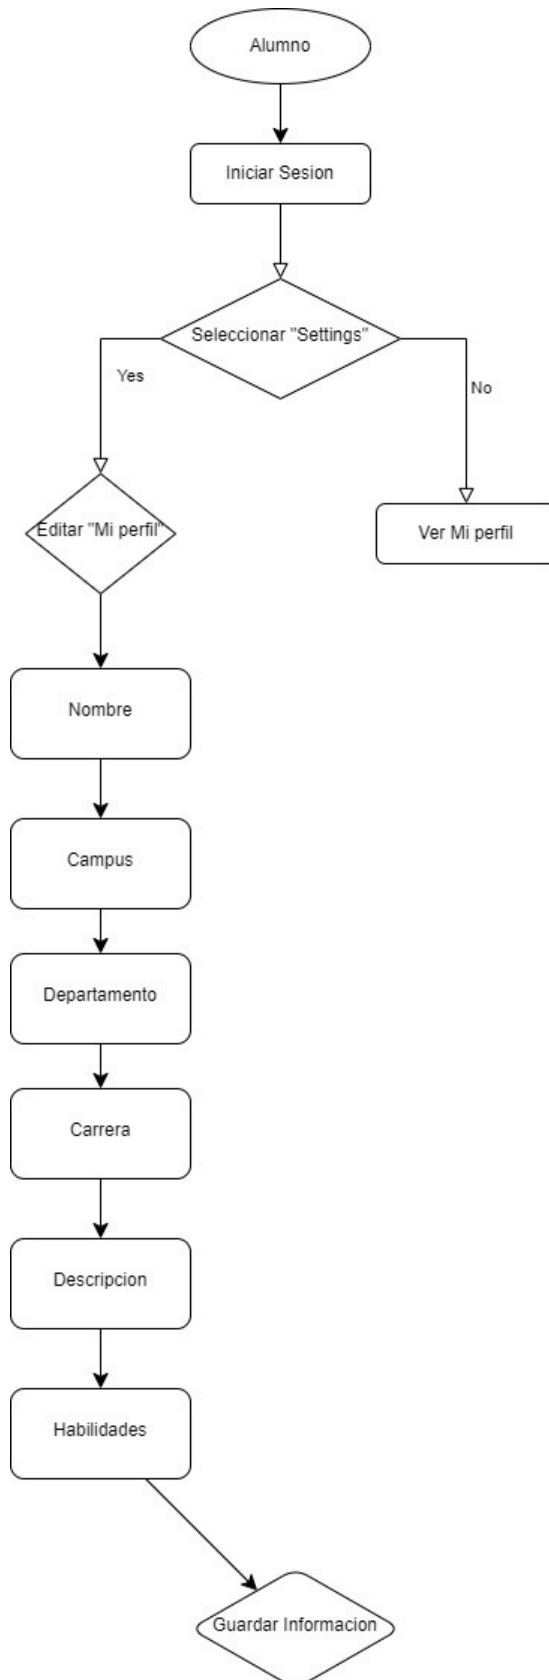 Alumno
Iniciar Sesion
Seleccionar "Settings"
Yes
No
Editar "Mi perfil"
Ver Mi perfil
Nombre
Campus
Departamento
Carrera
Descripcion
Habilidades
Guardar Informacion